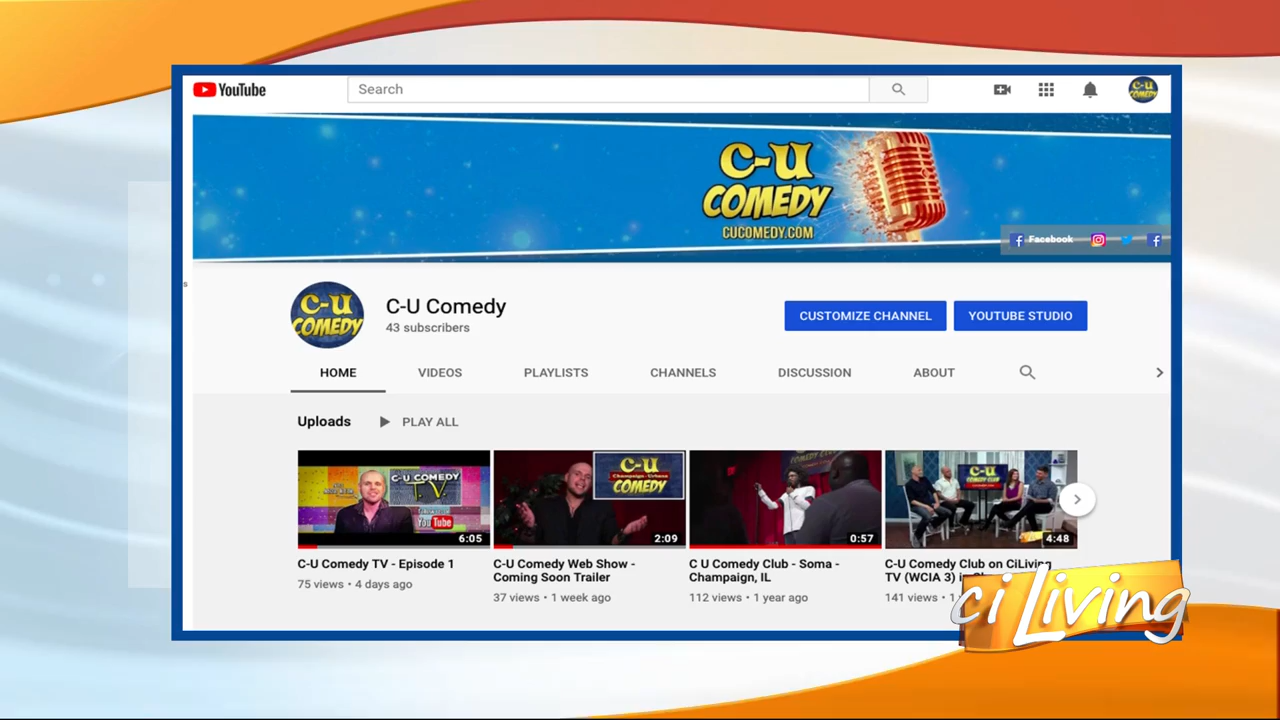 YouTube
Search
C-U
C-U
COMEDY
CUCOMEDY.COM
Facebook
C-U
COMEDY
C-U Comedy
43 subscribers
CUSTOMIZE CHANNEL
YOUTUBE STUDIO
HOME
VIDEOS
PLAYLISTS
CHANNELS
DISCUSSION
ABOUT
Uploads
PLAY ALL
C-U COMEDY
TV
YouTube
6:05
C-U
Champaign - Urbana
COMEDY
2:09
0:57
C-U
4:48
C-U Comedy TV - Episode 1
75 views • 4 days ago
C-U Comedy Web Show -
Coming Soon Trailer
37 views • 1 week ago
C U Comedy Club - Soma -
Champaign, IL
112 views • 1 year ago
C-U Comedy Club on CiLiving
TV (WCIA 3)
141 views •
ci Living